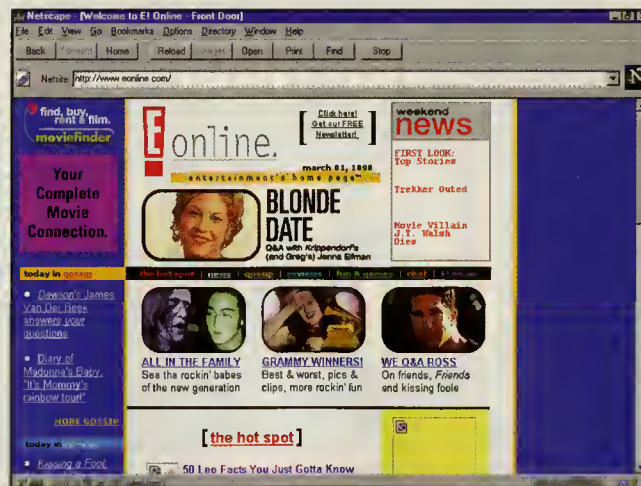 Netscape - [Welcome to E! Online - Front Door]
File Edit View Go Bookmarks Options Directory Window Help
Back Forward Home Reload Images Open Print Find Stop
Netsite: http://www.eonline.com/
find, buy,
rent a film.
moviefinder
Your
Complete
Movie
Connection.
today in gossip
Dawson's James
Van Der Beek
answers your
questions
Diary of
Madonna's Baby,
"It's Mommy's
rainbow tour!"
MORE GOSSIP
today in
Kissing a Fool,
E! online.
[Click here!
Get our FREE
Newsletter!]
march 01, 1998
entertainment's home page
BLONDE
DATE
Q&A with Krippendorf's
(and Greg's) Jenna Elfman
weekend
news
FIRST LOOK:
Top Stories
Trekker Outed
Movie Villain
J.T. Walsh
Dies
the hot spot | news | gossip | reviews | fun & games | chat | E! on air
ALL IN THE FAMILY
See the rockin' babes
of the new generation
GRAMMY WINNERS!
Best & worst, pics &
clips, more rockin' fun
WE Q&A ROSS
On friends, Friends
and kissing fools
[the hot spot]
50 Leo Facts You Just Gotta Know